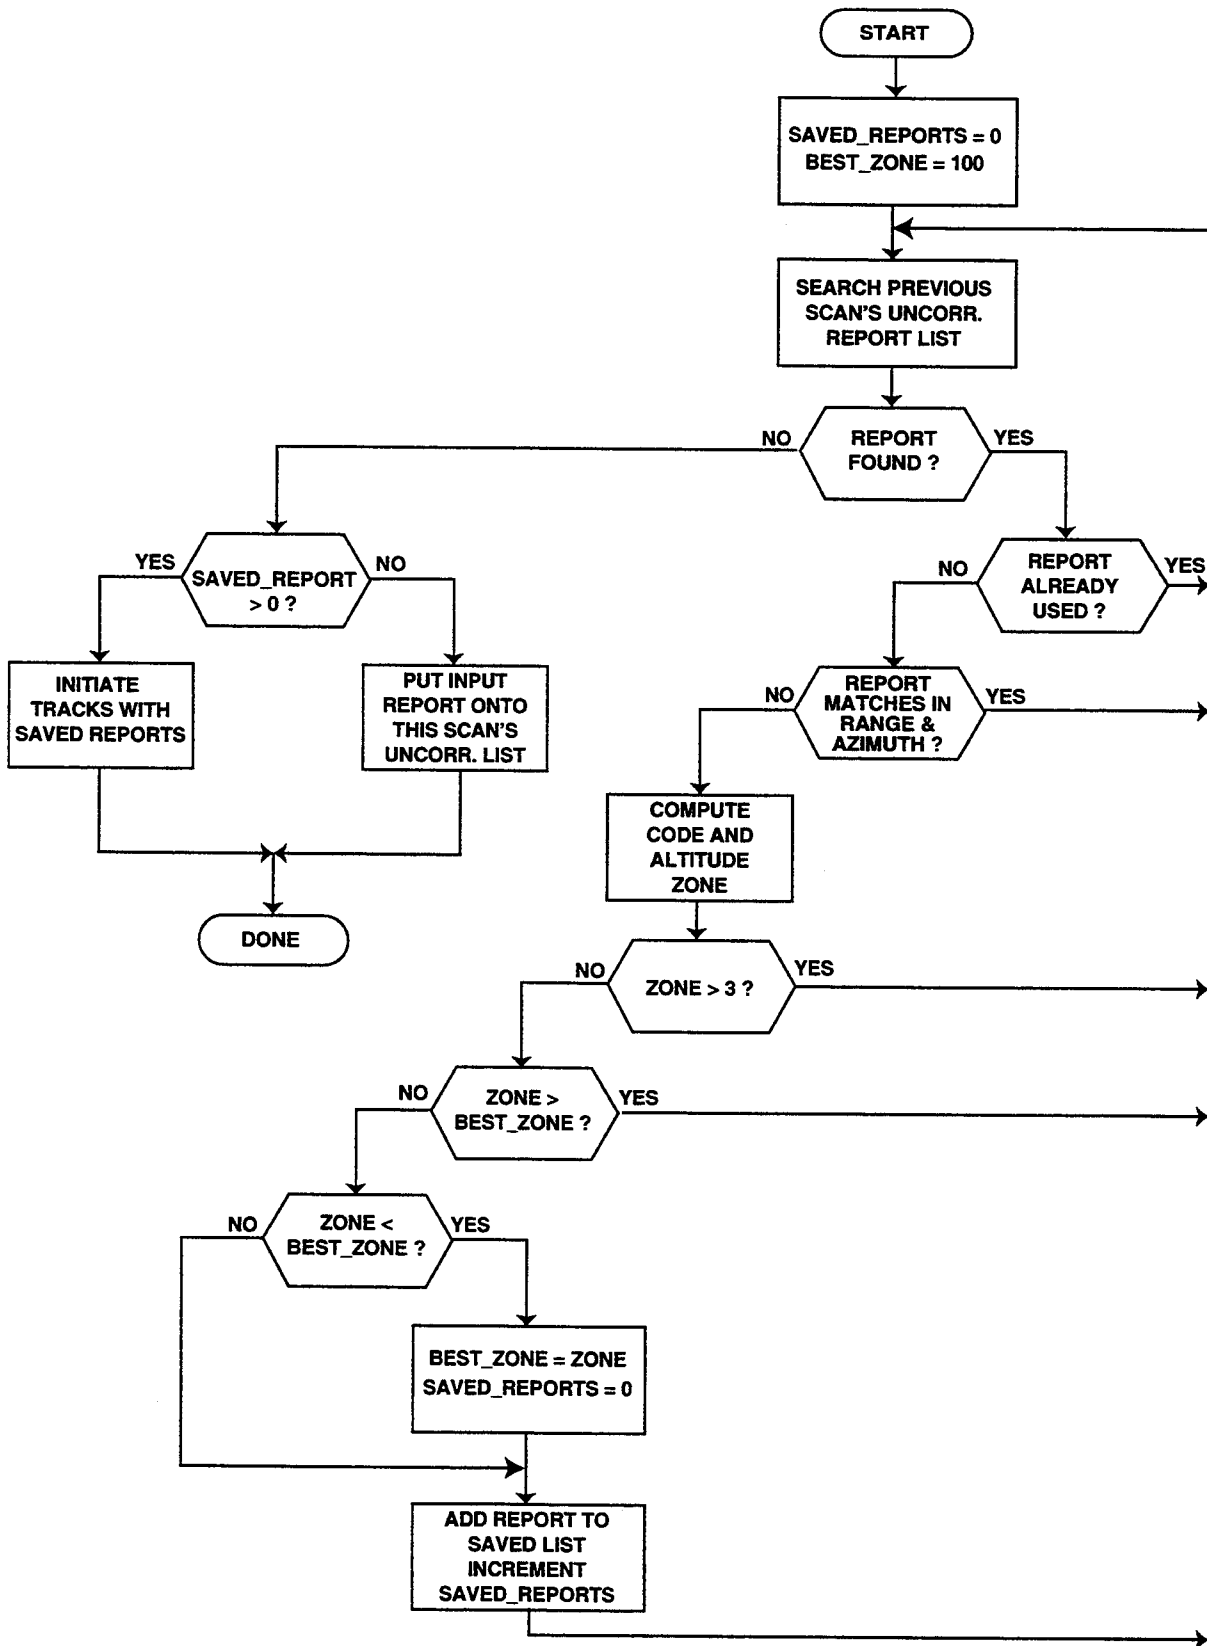 START
SAVED_REPORTS = 0
BEST_ZONE = 100
SEARCH PREVIOUS
SCAN'S UNCORR.
REPORT LIST
NO
REPORT
FOUND ?
YES
YES
SAVED_REPORT
> 0 ?
NO
NO
REPORT
ALREADY
USED ?
YES
INITIATE
TRACKS WITH
SAVED REPORTS
PUT INPUT
REPORT ONTO
THIS SCAN'S
UNCORR. LIST
NO
REPORT
MATCHES IN
RANGE &
AZIMUTH ?
YES
COMPUTE
CODE AND
ALTITUDE
ZONE
DONE
NO
ZONE > 3 ?
YES
NO
ZONE >
BEST_ZONE ?
YES
NO
ZONE <
BEST_ZONE ?
YES
BEST_ZONE = ZONE
SAVED_REPORTS = 0
ADD REPORT TO
SAVED LIST
INCREMENT
SAVED_REPORTS